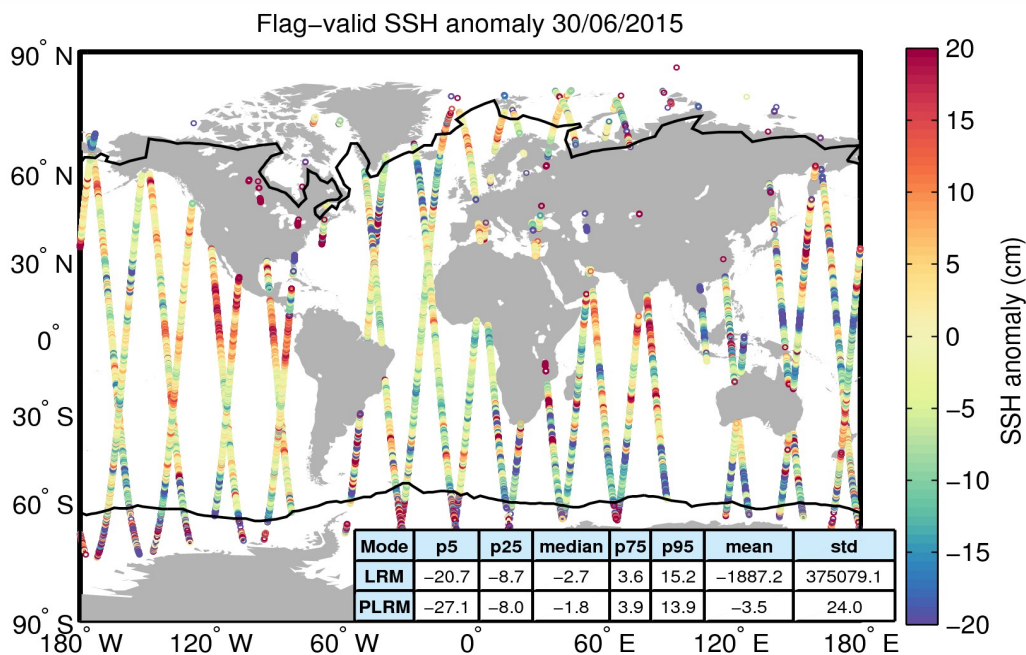 Flag−valid SSH anomaly 30/06/2015
90° N
60° N
30° N
0°
30° S
60° S
90° S
180° W 120° W 60° W 0° 60° E 120° E 180° E
Mode p5 p25 median p75 p95 mean std
LRM −20.7 −8.7 −2.7 3.6 15.2 −1887.2 375079.1
PLRM −27.1 −8.0 −1.8 3.9 13.9 −3.5 24.0
20
15
10
5
0
−5
−10
−15
−20
SSH anomaly (cm)